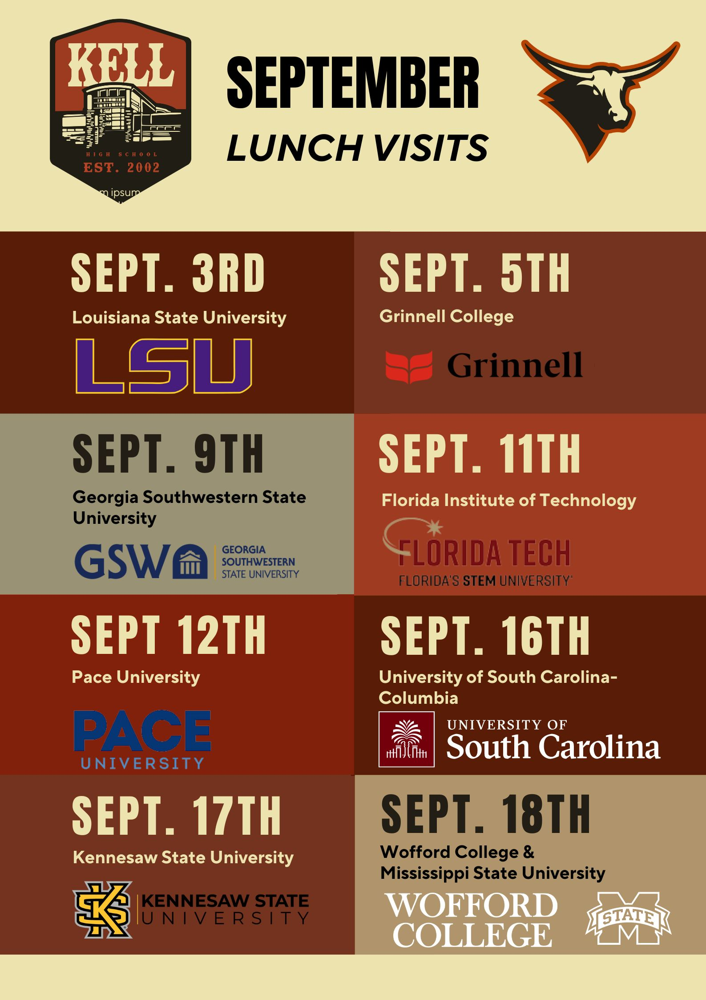 KELL
HIGH SCHOOL
EST. 2002
m ipsum
SEPTEMBER
LUNCH VISITS
SEPT. 3RD
Louisiana State University
LSU
SEPT. 5TH
Grinnell College
Grinnell
SEPT. 9TH
Georgia Southwestern State
University
GSW
GEORGIA
SOUTHWESTERN
STATE UNIVERSITY
SEPT. 11TH
Florida Institute of Technology
FLORIDA TECH
FLORIDA'S STEM UNIVERSITY
SEPT 12TH
Pace University
PACE
UNIVERSITY
SEPT. 16TH
University of South Carolina-
Columbia
UNIVERSITY OF
South Carolina
SEPT. 17TH
Kennesaw State University
KS
KENNESAW STATE
UNIVERSITY
SEPT. 18TH
Wofford College &
Mississippi State University
WOFFORD
COLLEGE
M
STATE